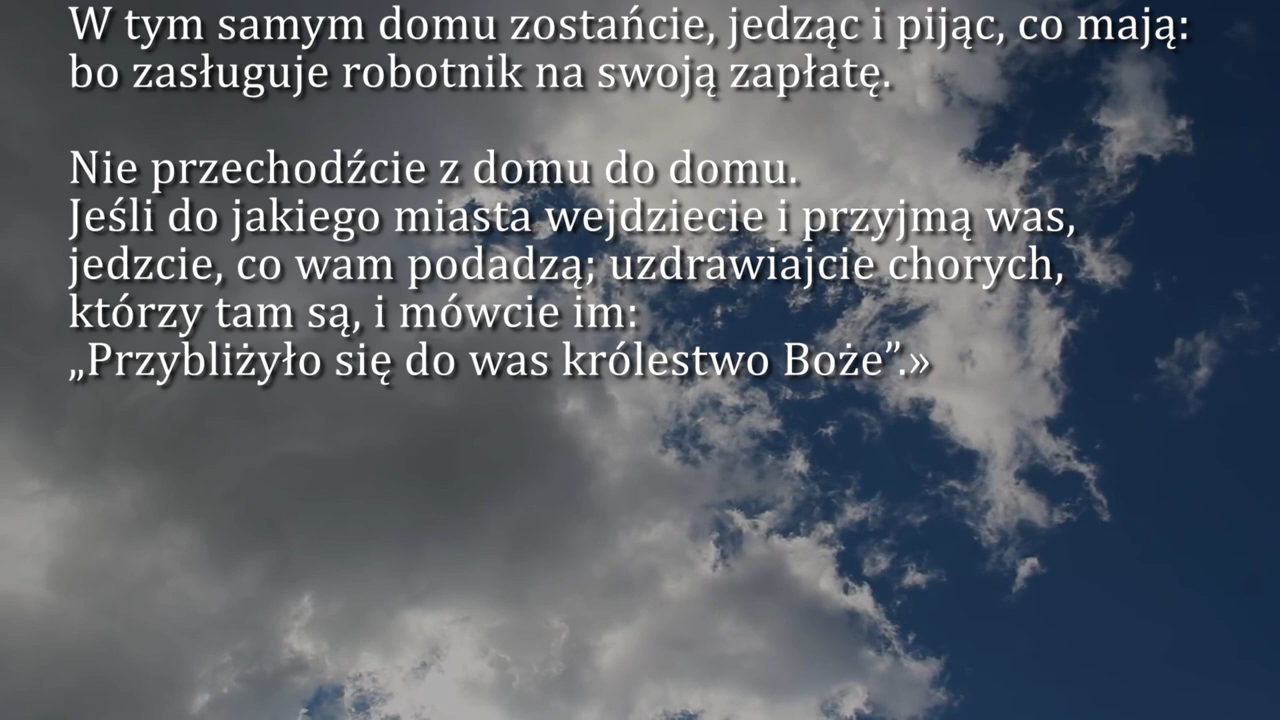 W tym samym domu zostańcie, jedząc i pijąc, co mają:
bo zasługuje robotnik na swoją zapłatę.
Nie przechodźcie z domu do domu.
Jeśli do jakiego miasta wejdziecie i przyjmą was,
jedzcie, co wam podadzą; uzdrawiajcie chorych,
którzy tam są, i mówcie im:
„Przybliżyło się do was królestwo Boże”.»